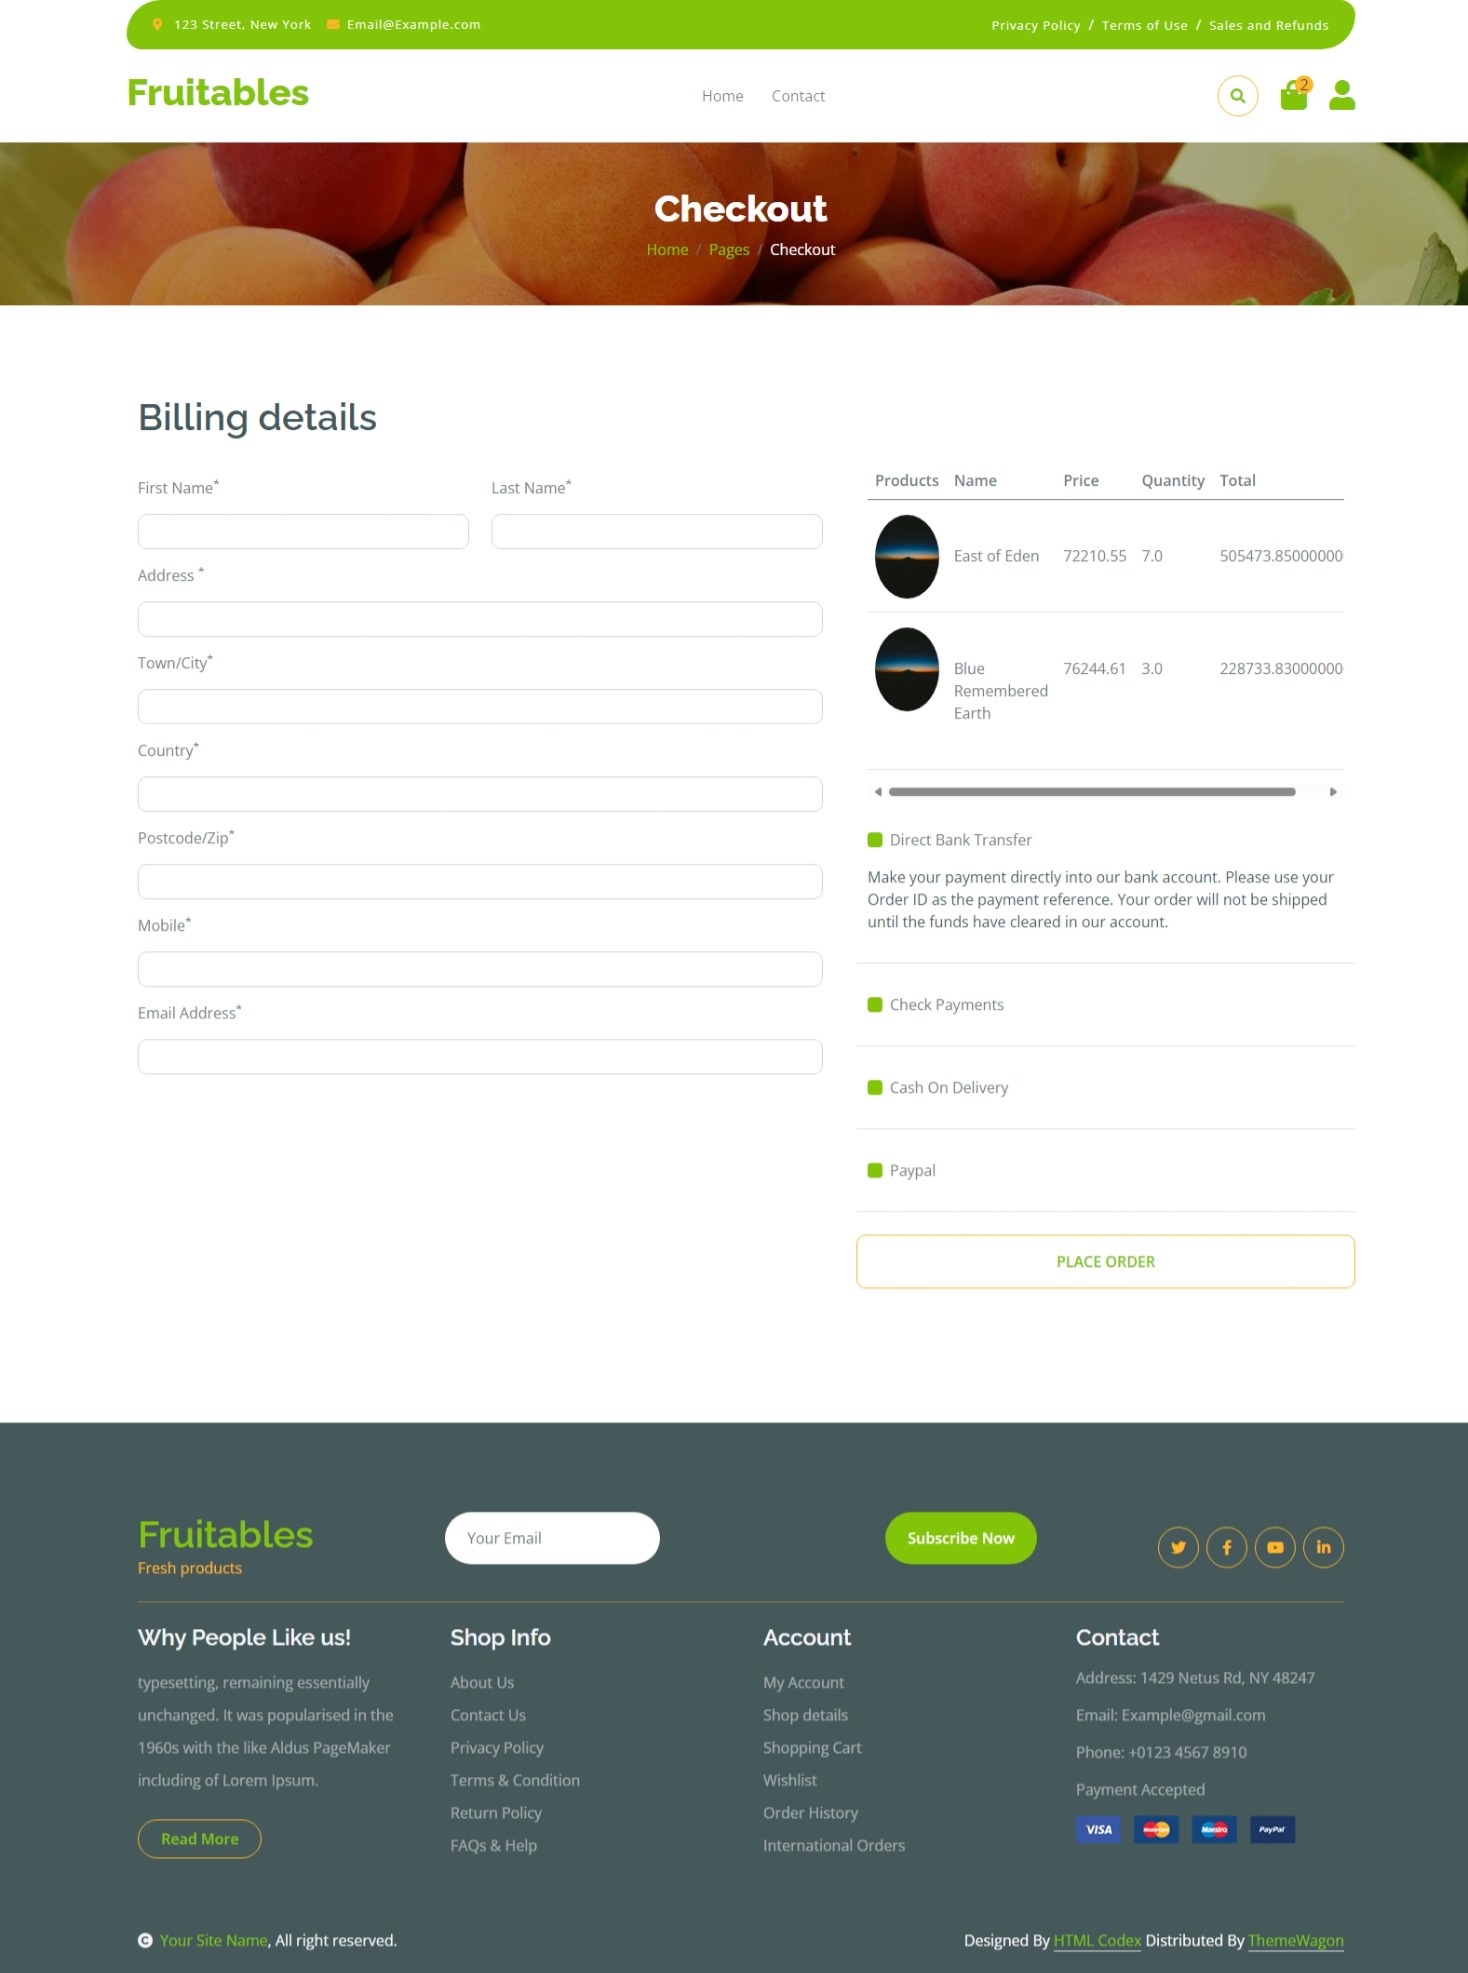 123 Street, New York Email@Example.com Privacy Policy / Terms of Use / Sales and Refunds
Fruitables Home Contact 2
Checkout
Home / Pages / Checkout
Billing details
First Name* Last Name*
Address *
Town/City*
Country*
Postcode/Zip*
Mobile*
Email Address*
Products Name Price Quantity Total
East of Eden 72210.55 7.0 505473.85000000
Blue 76244.61 3.0 228733.83000000
Remembered
Earth
Direct Bank Transfer
Make your payment directly into our bank account. Please use your
Order ID as the payment reference. Your order will not be shipped
until the funds have cleared in our account.
Check Payments
Cash On Delivery
Paypal
PLACE ORDER
Fruitables
Fresh products
Your Email Subscribe Now
Why People Like us!
typesetting, remaining essentially
unchanged. It was popularised in the
1960s with the like Aldus PageMaker
including of Lorem Ipsum.
Read More
Shop Info
About Us
Contact Us
Privacy Policy
Terms & Condition
Return Policy
FAQs & Help
Account
My Account
Shop details
Shopping Cart
Wishlist
Order History
International Orders
Contact
Address: 1429 Netus Rd, NY 48247
Email: Example@gmail.com
Phone: +0123 4567 8910
Payment Accepted
VISA MasterCard Maestro PayPal
© Your Site Name, All right reserved. Designed By HTML Codex Distributed By ThemeWagon